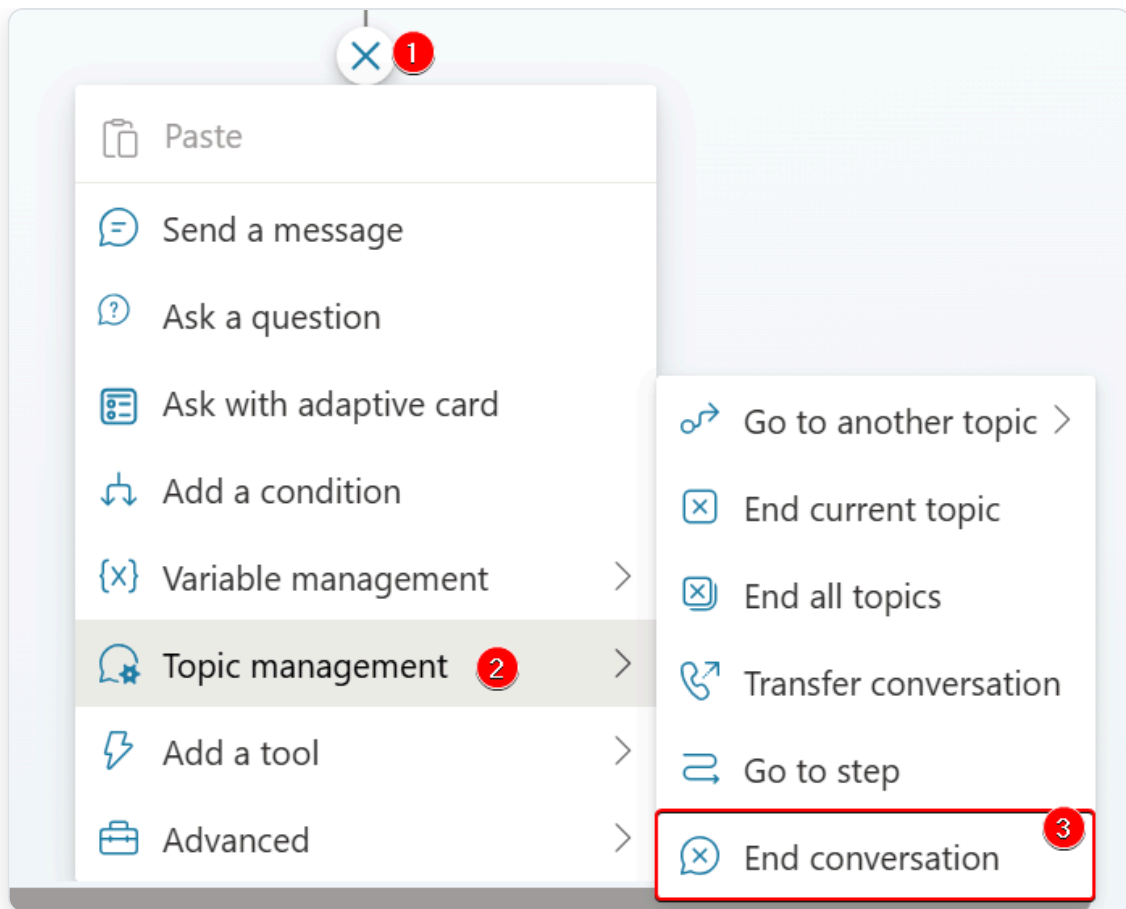 1
Paste
Send a message
Ask a question
Ask with adaptive card
Add a condition
{x} Variable management
Topic management 2
Add a tool
Advanced
Go to another topic
End current topic
End all topics
Transfer conversation
Go to step
3
End conversation